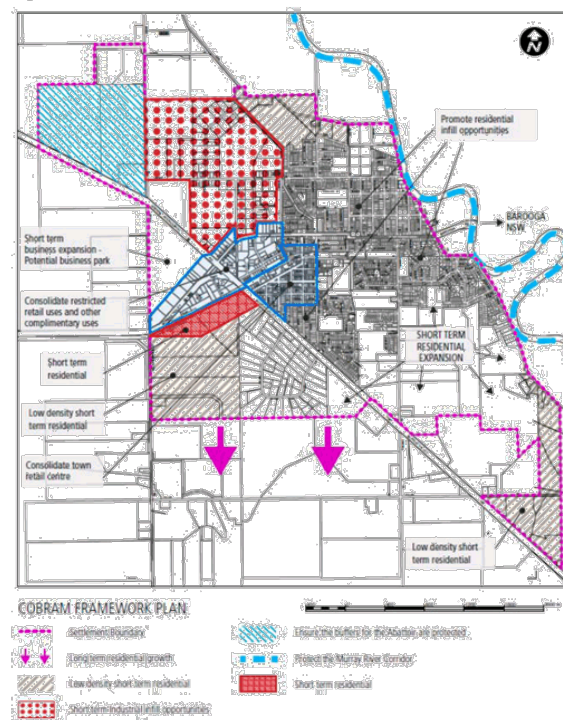 N
Promote residential
infill opportunities
BAROOGA
NSW
Short term
business expansion -
Potential business park
Consolidate restricted
retail uses and other
complimentary uses
SHORT TERM
RESIDENTIAL
EXPANSION
Short term
residential
Low density short
term residential
Consolidate town
retail centre
Low density short
term residential
COBRAM FRAMEWORK PLAN
Settlement Boundary
Long term residential growth
Low density short term residential
Short term industrial infill opportunities
Ensure the buffers for the Abattoir are protected
Protect the Murray River Corridor
Short term residential